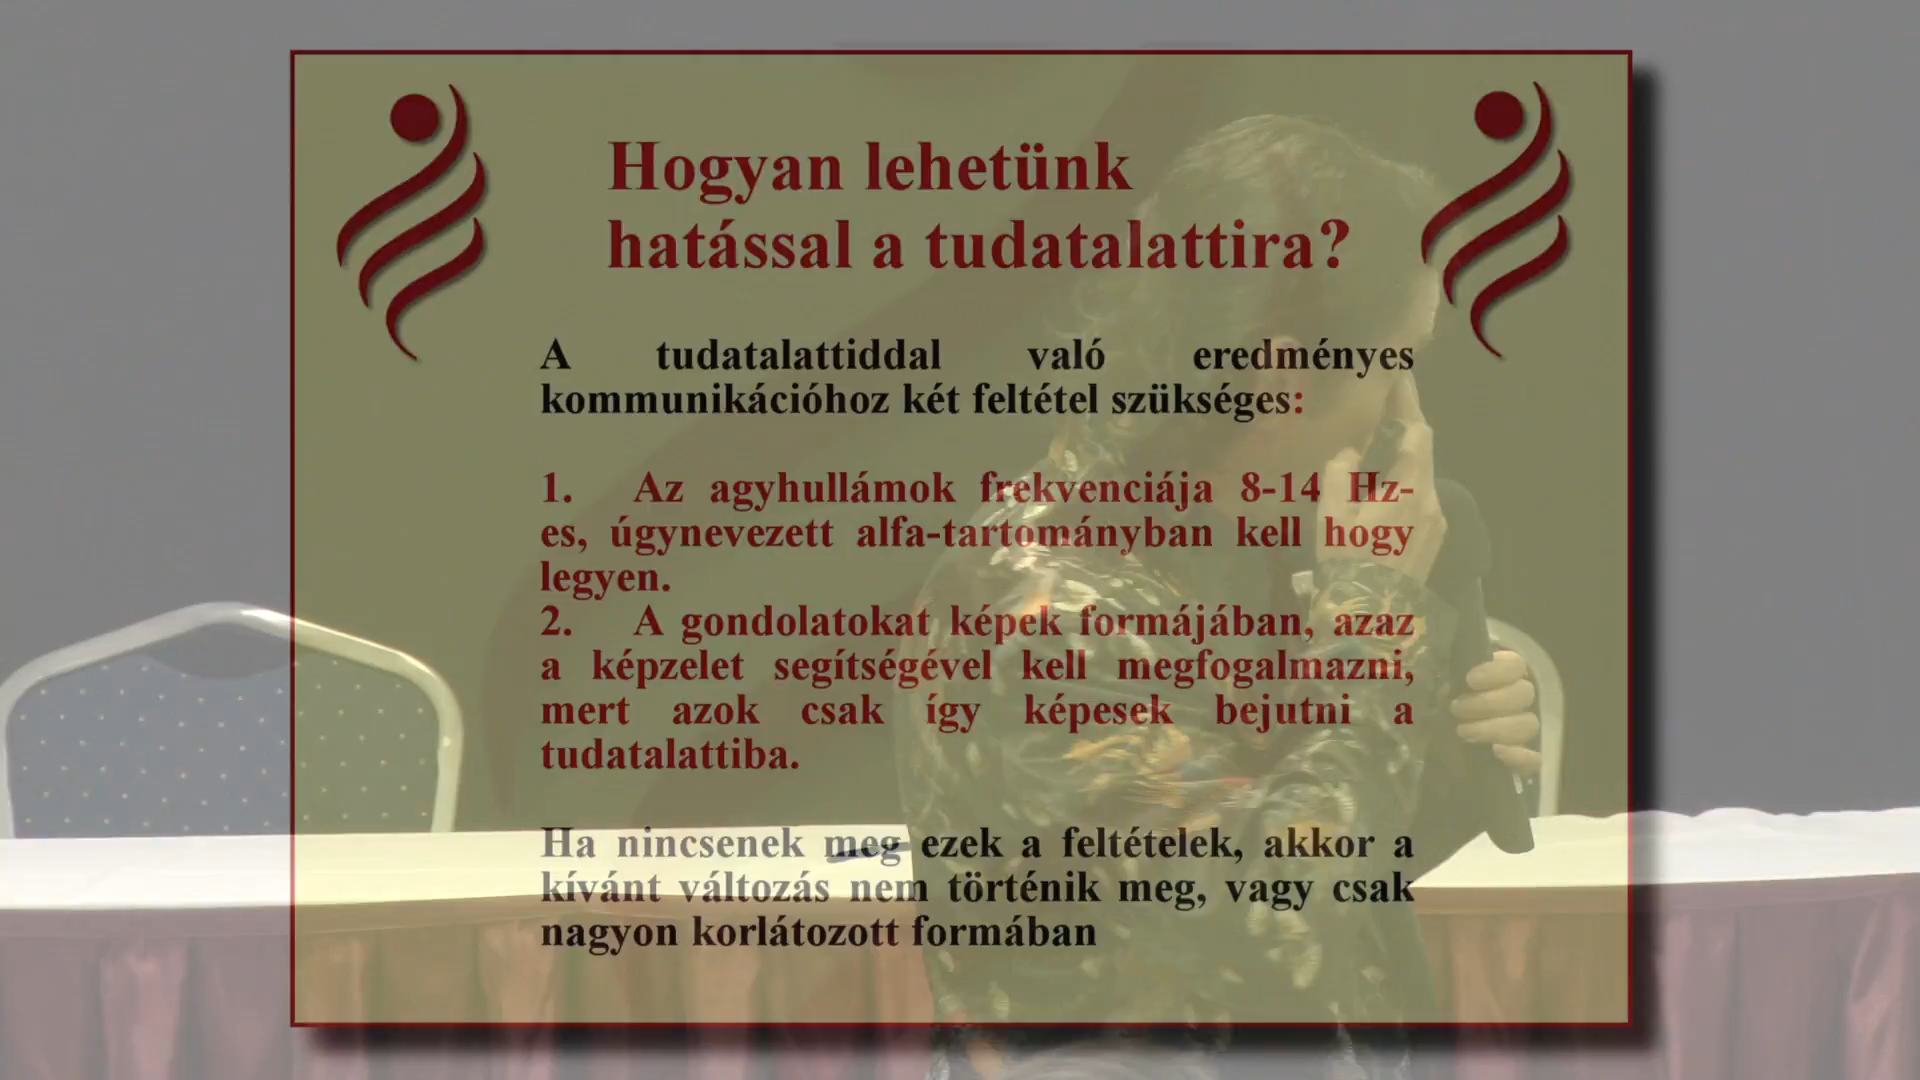 Hogyan lehetünk
hatással a tudatalattira?
A tudatalattiddal való eredményes
kommunikációhoz két feltétel szükséges:
1. Az agyhullámok frekvenciája 8-14 Hz-
es, úgynevezett alfa-tartományban kell hogy
legyen.
2. A gondolatokat képek formájában, azaz
a képzelet segítségével kell megfogalmazni,
mert azok csak így képesek bejutni a
tudatalattiba.
Ha nincsenek meg ezek a feltételek, akkor a
kívánt változás nem történik meg, vagy csak
nagyon korlátozott formában